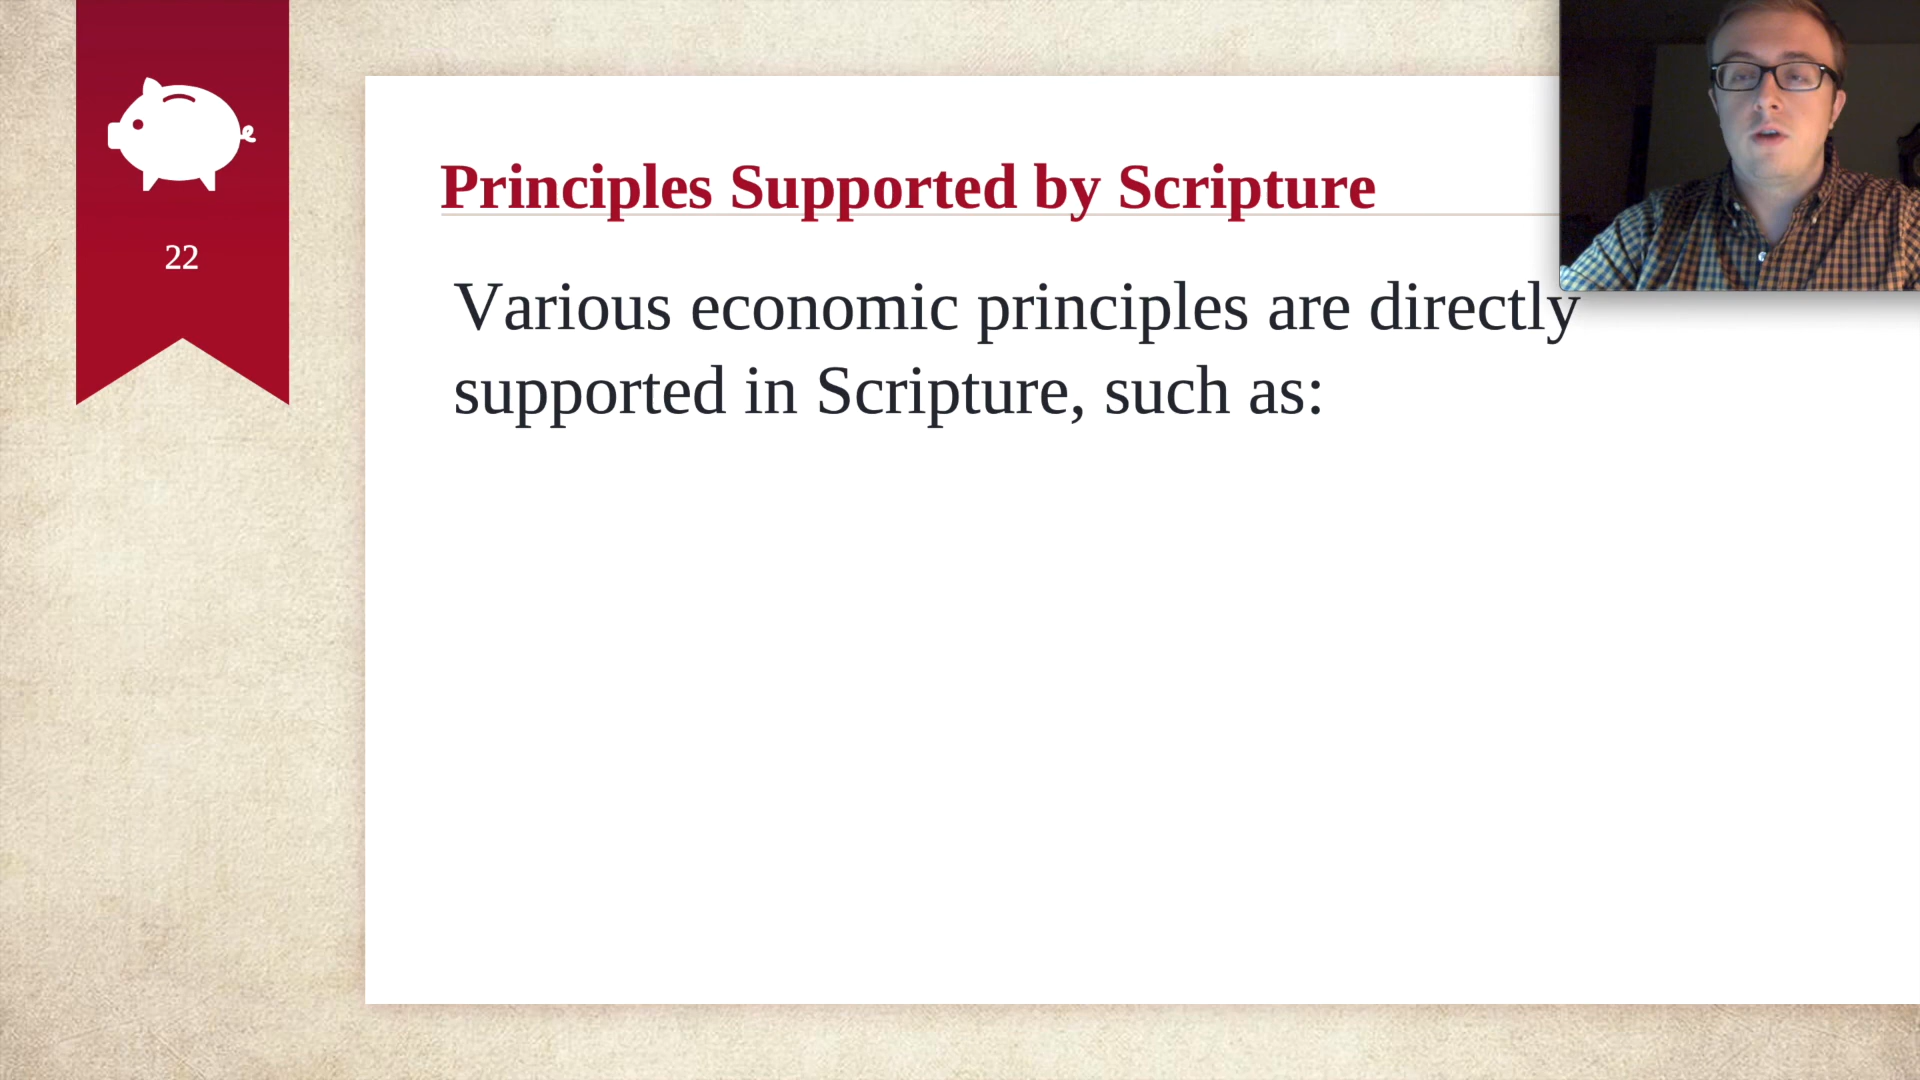 22
Principles Supported by Scripture
Various economic principles are directly
supported in Scripture, such as: